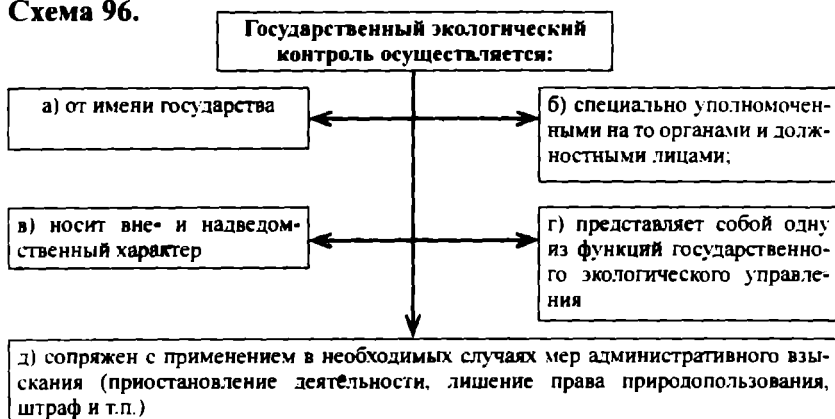 Схема 96.
Государственный экологический
контроль осуществляется:
а) от имени государства
б) специально уполномочен-
ными на то органами и долж-
ностными лицами;
в) носит вне- и надведом-
ственный характер
г) представляет собой одну
из функций государственно-
го экологического управле-
ния
д) сопряжен с применением в необходимых случаях мер административного взы-
скания (приостановление деятельности, лишение права природопользования,
штраф и т.п.)